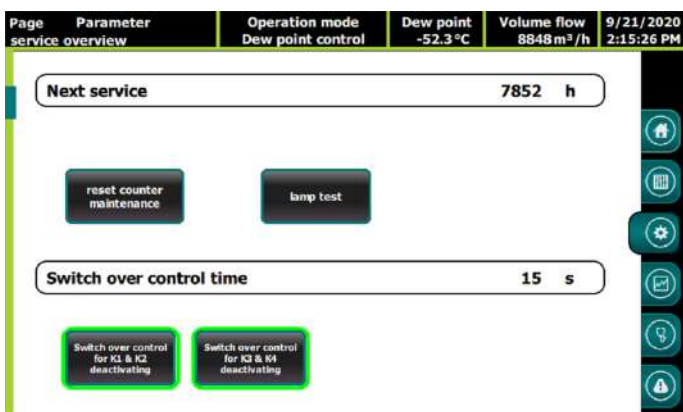 Page Parameter Operation mode Dew point Volume flow 9/21/2020
service overview Dew point control -52.3°C 8848 m³/h 2:15:26 PM
Next service 7852 h
reset counter
maintenance
lamp test
Switch over control time 15 s
Switch over control
for K1 & K2
deactivating
Switch over control
for K3 & K4
deactivating